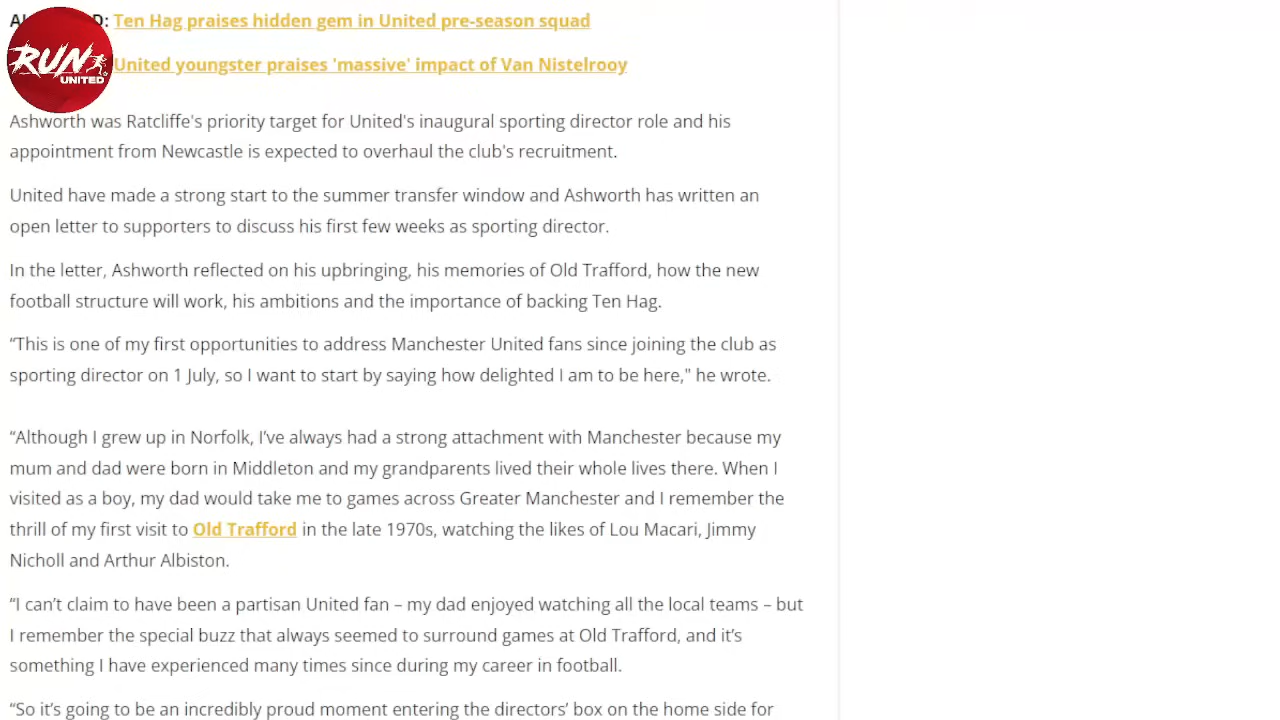 AL D: Ten Hag praises hidden gem in United pre-season squad
RUN
UNITED
United youngster praises 'massive' impact of Van Nistelrooy
Ashworth was Ratcliffe's priority target for United's inaugural sporting director role and his
appointment from Newcastle is expected to overhaul the club's recruitment.
United have made a strong start to the summer transfer window and Ashworth has written an
open letter to supporters to discuss his first few weeks as sporting director.
In the letter, Ashworth reflected on his upbringing, his memories of Old Trafford, how the new
football structure will work, his ambitions and the importance of backing Ten Hag.
“This is one of my first opportunities to address Manchester United fans since joining the club as
sporting director on 1 July, so I want to start by saying how delighted I am to be here," he wrote.
“Although I grew up in Norfolk, I’ve always had a strong attachment with Manchester because my
mum and dad were born in Middleton and my grandparents lived their whole lives there. When I
visited as a boy, my dad would take me to games across Greater Manchester and I remember the
thrill of my first visit to Old Trafford in the late 1970s, watching the likes of Lou Macari, Jimmy
Nicholl and Arthur Albiston.
“I can’t claim to have been a partisan United fan – my dad enjoyed watching all the local teams – but
I remember the special buzz that always seemed to surround games at Old Trafford, and it’s
something I have experienced many times since during my career in football.
“So it’s going to be an incredibly proud moment entering the directors’ box on the home side for